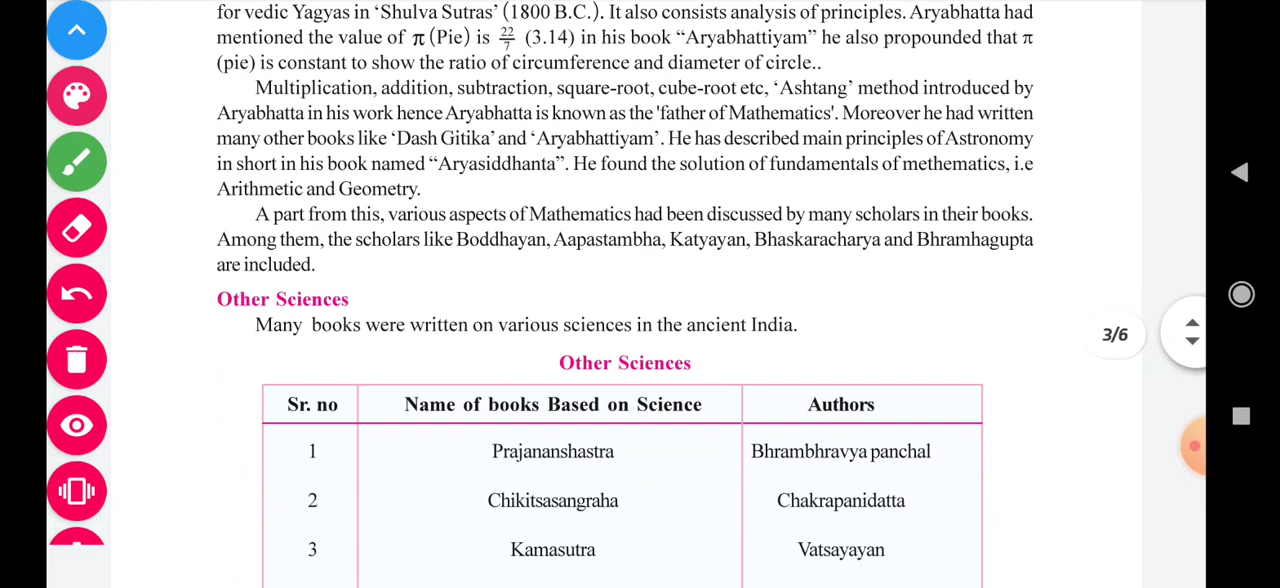 for vedic Yagyas in ‘Shulva Sutras’ (1800 B.C.). It also consists analysis of principles. Aryabhatta had
mentioned the value of π (Pie) is 22/7 (3.14) in his book “Aryabhattiyam” he also propounded that π
(pie) is constant to show the ratio of circumference and diameter of circle..
Multiplication, addition, subtraction, square-root, cube-root etc, ‘Ashtang’ method introduced by
Aryabhatta in his work hence Aryabhatta is known as the 'father of Mathematics'. Moreover he had written
many other books like ‘Dash Gitika’ and ‘Aryabhattiyam’. He has described main principles of Astronomy
in short in his book named “Aryasiddhanta”. He found the solution of fundamentals of methematics, i.e
Arithmetic and Geometry.
A part from this, various aspects of Mathematics had been discussed by many scholars in their books.
Among them, the scholars like Boddhayan, Aapastambha, Katyayan, Bhaskaracharya and Bhramhagupta
are included.
Other Sciences
Many books were written on various sciences in the ancient India.
3/6
Other Sciences
Sr. no Name of books Based on Science Authors
1 Prajananshastra Bhrambhravya panchal
2 Chikitsasangraha Chakrapanidatta
3 Kamasutra Vatsayayan